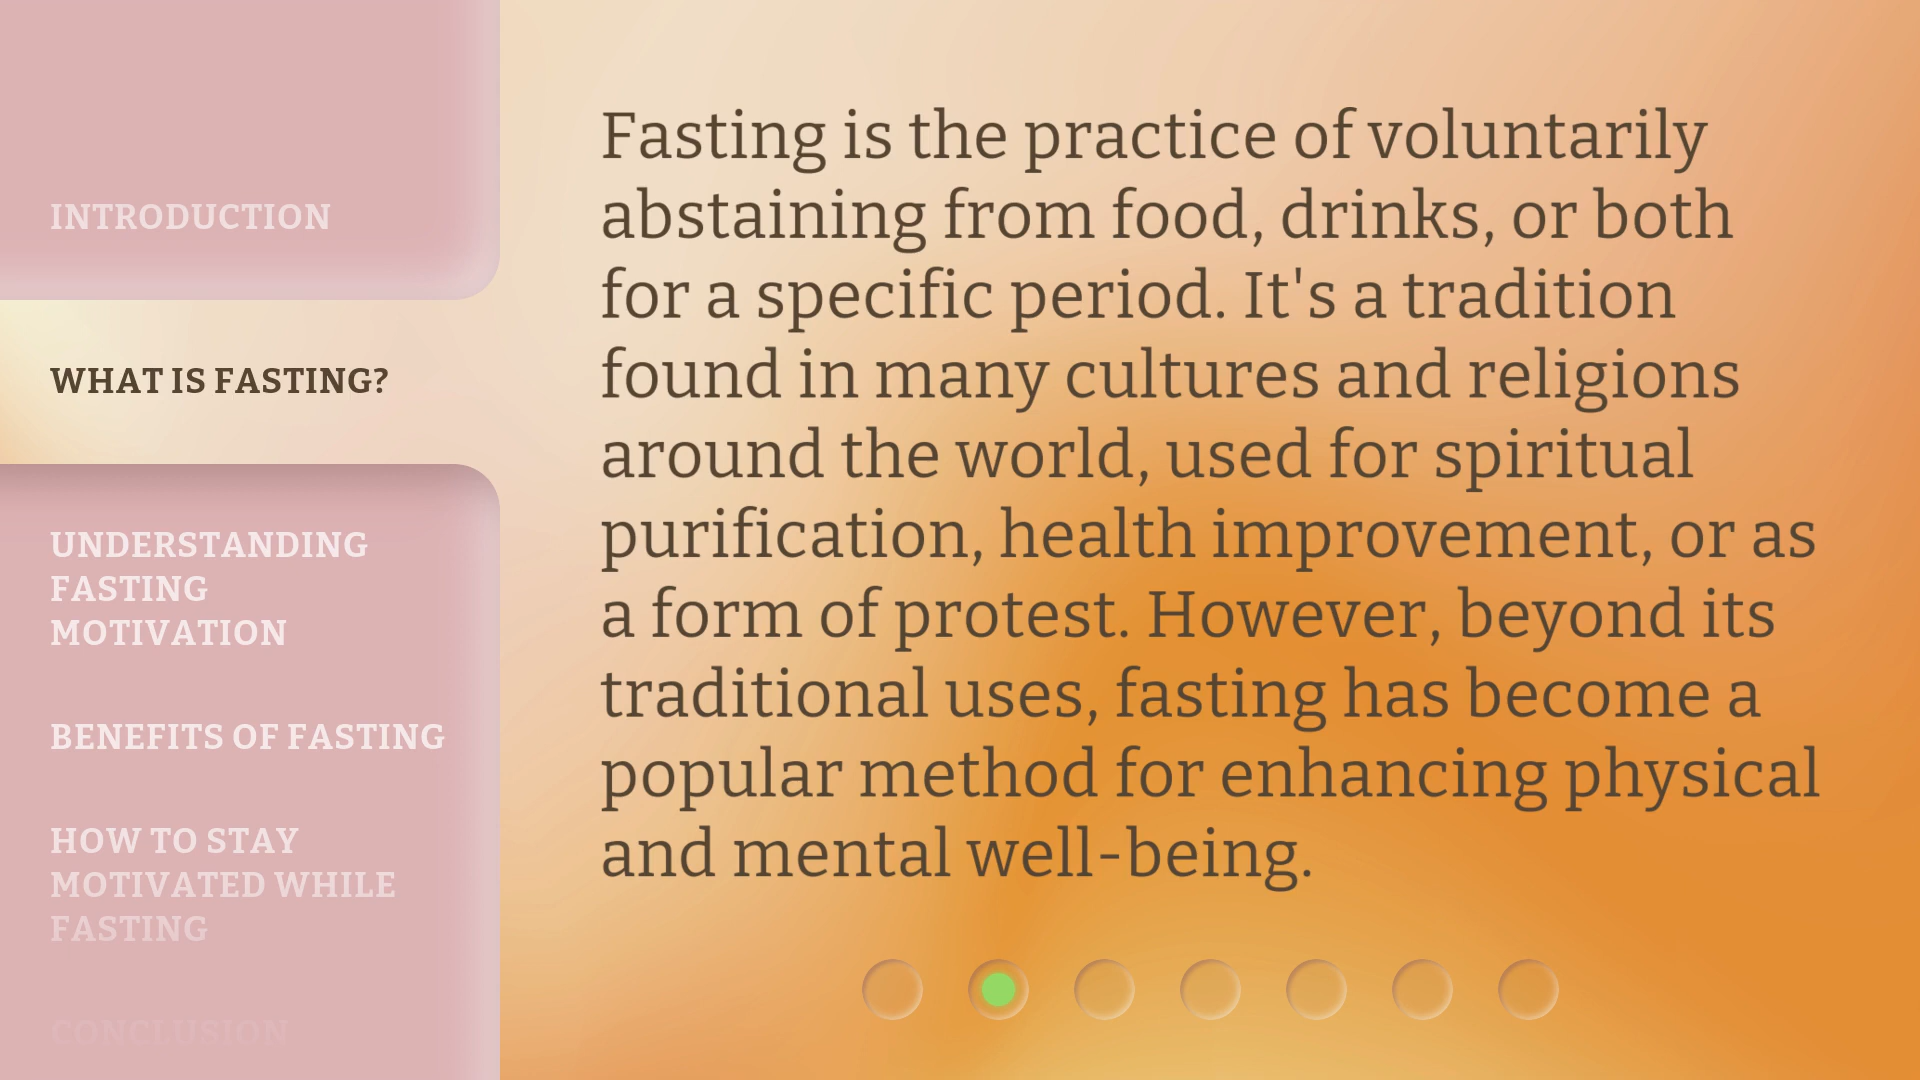 INTRODUCTION
WHAT IS FASTING?
UNDERSTANDING
FASTING
MOTIVATION
BENEFITS OF FASTING
HOW TO STAY
MOTIVATED WHILE
FASTING
CONCLUSION
Fasting is the practice of voluntarily
abstaining from food, drinks, or both
for a specific period. It's a tradition
found in many cultures and religions
around the world, used for spiritual
purification, health improvement, or as
a form of protest. However, beyond its
traditional uses, fasting has become a
popular method for enhancing physical
and mental well-being.